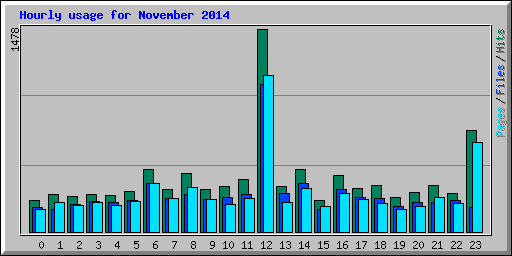 Hourly usage for November 2014
1478
Pages/Files/Hits
0 1 2 3 4 5 6 7 8 9 10 11 12 13 14 15 16 17 18 19 20 21 22 23